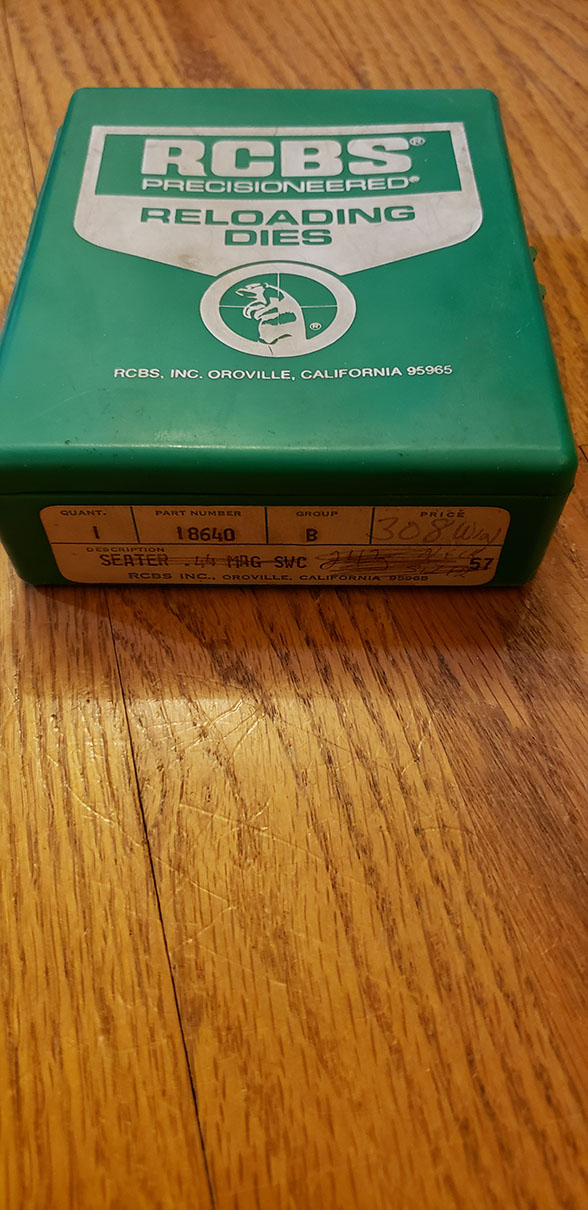 RCBS®
PRECISIONEERED®
RELOADING
DIES
®
RCBS, INC. OROVILLE, CALIFORNIA 95965
QUANT. PART NUMBER GROUP PRICE
1 18640 B 308 Win
DESCRIPTION
SEATER .44 MAG SWC 57
RCBS INC., OROVILLE, CALIFORNIA 95965